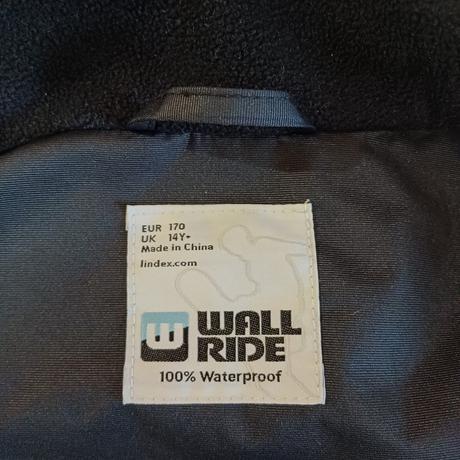 EUR 170
UK 14Y+
Made in China
lindex.com
W WALL
RIDE
100% Waterproof